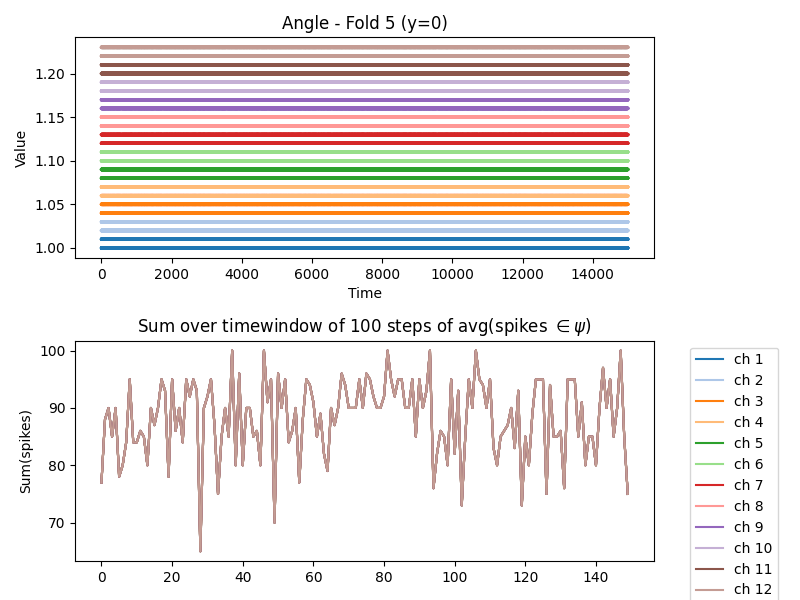 Angle - Fold 5 (y=0)
1.20
1.15
1.10
1.05
1.00
Value
0 2000 4000 6000 8000 10000 12000 14000
Time
Sum over timewindow of 100 steps of avg(spikes ∈ ψ)
100
90
80
70
Sum(spikes)
0 20 40 60 80 100 120 140
ch 1
ch 2
ch 3
ch 4
ch 5
ch 6
ch 7
ch 8
ch 9
ch 10
ch 11
ch 12